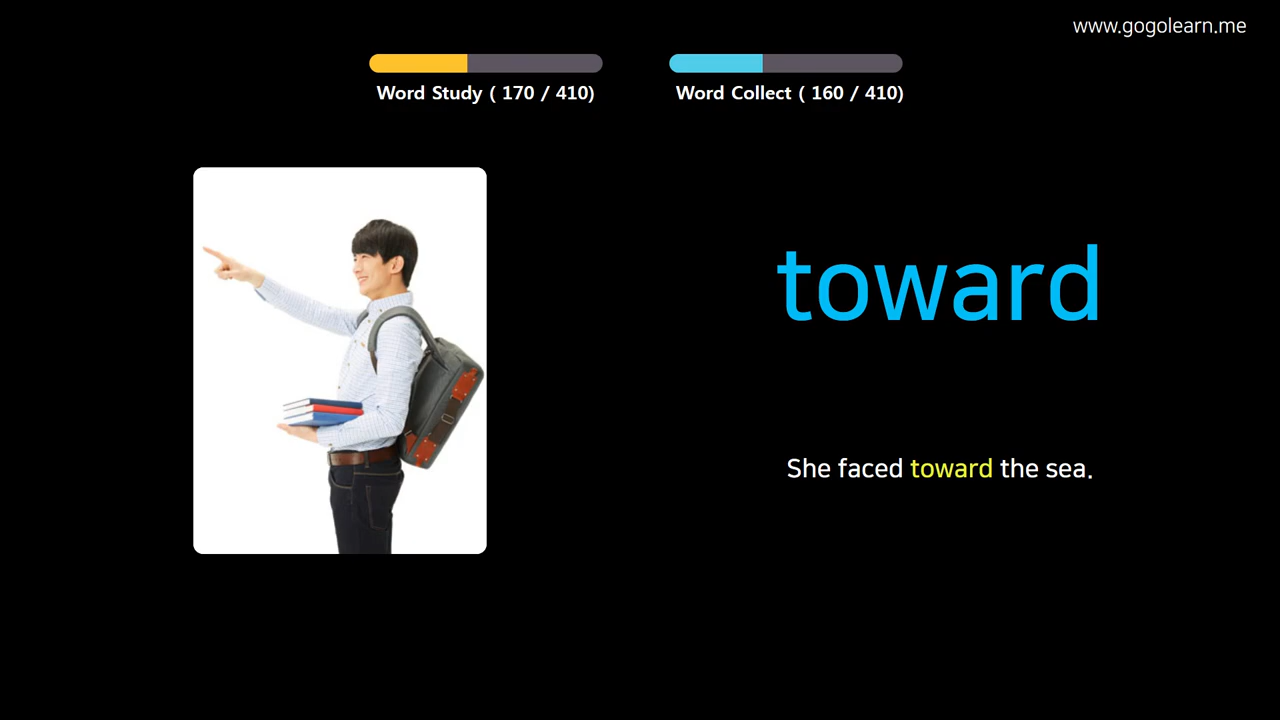 www.gogolearn.me
Word Study ( 170 / 410)
Word Collect ( 160 / 410)
toward
She faced toward the sea.